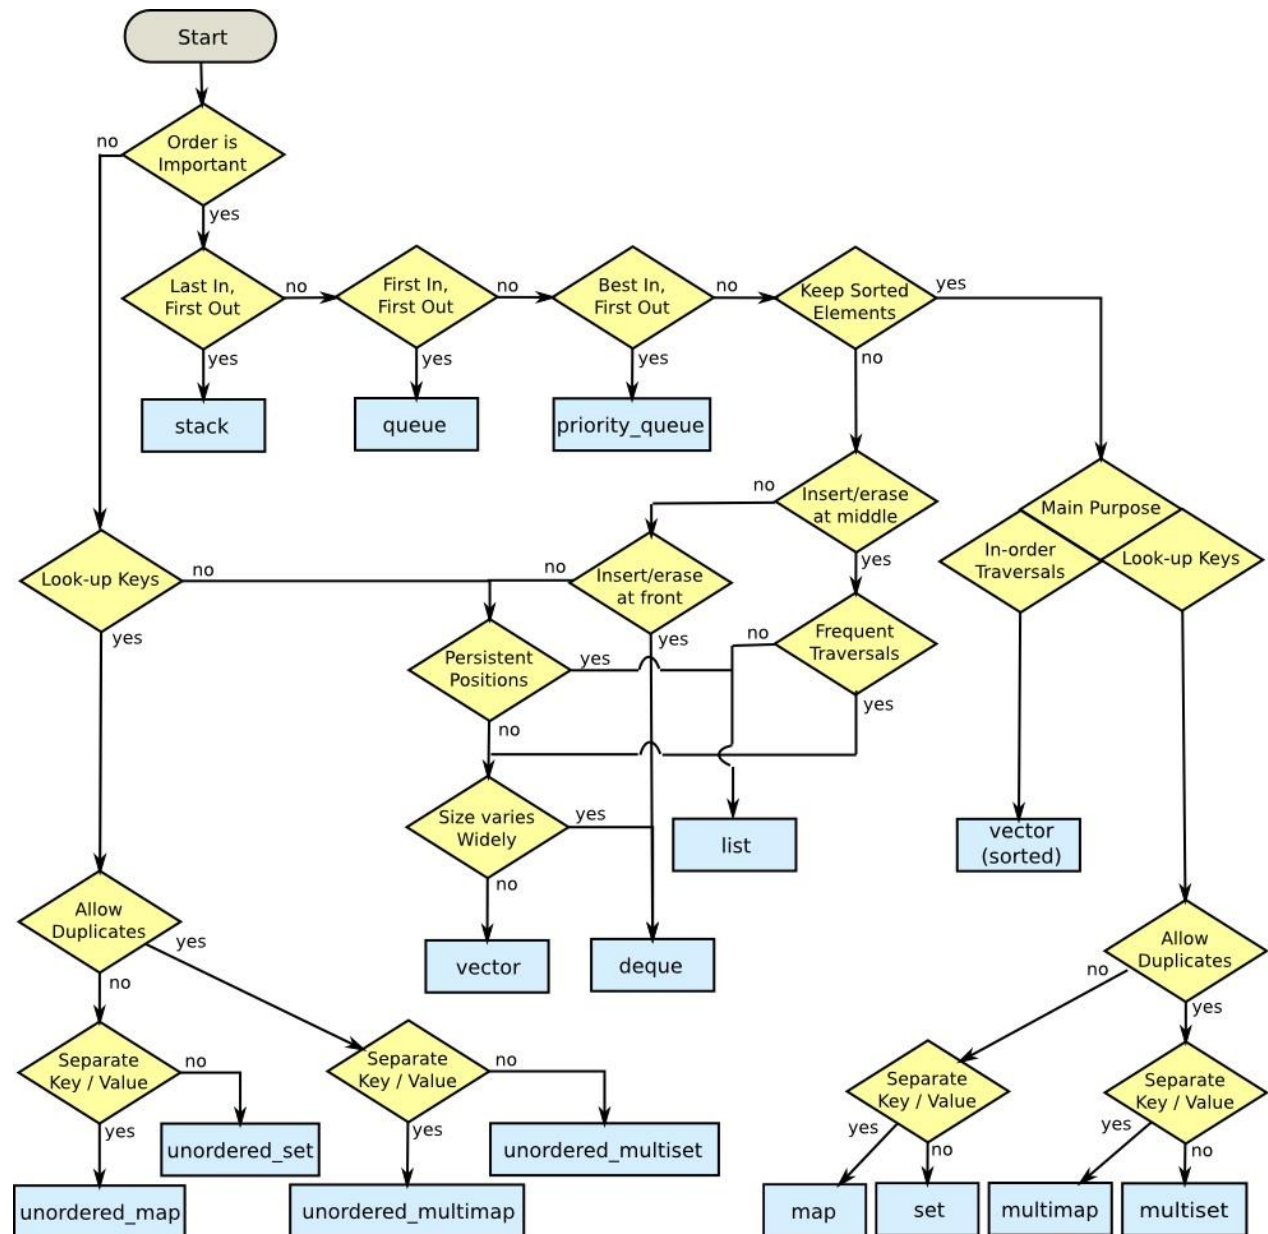 Start
Order is
Important
no
yes
Last In,
First Out
no
First In,
First Out
no
Best In,
First Out
no
Keep Sorted
Elements
yes
yes
yes
yes
no
stack
queue
priority_queue
no
Insert/erase
at middle
yes
Main Purpose
In-order
Traversals
Look-up Keys
Look-up Keys
no
yes
no
Insert/erase
at front
yes
no
Frequent
Traversals
yes
Persistent
Positions
yes
no
Size varies
Widely
yes
no
list
vector
(sorted)
vector
deque
Allow
Duplicates
yes
no
Allow
Duplicates
no
yes
Separate
Key / Value
no
yes
Separate
Key / Value
no
yes
Separate
Key / Value
yes
no
Separate
Key / Value
yes
no
unordered_set
unordered_multiset
unordered_map
unordered_multimap
map
set
multimap
multiset